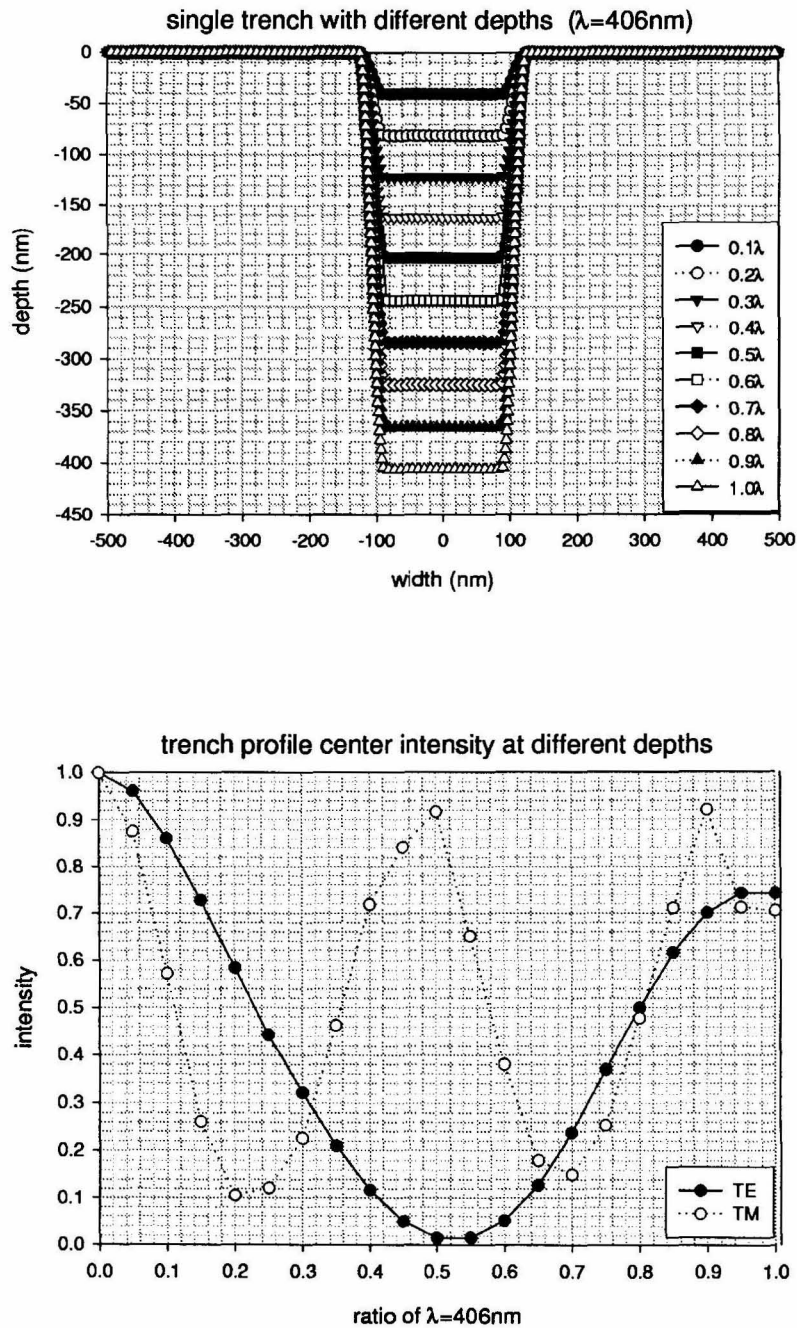 single trench with different depths (λ=406nm)
0
-50
-100
-150
-200
-250
-300
-350
-400
-450
depth (nm)
0.1λ
0.2λ
0.3λ
0.4λ
0.5λ
0.6λ
0.7λ
0.8λ
0.9λ
1.0λ
-500 -400 -300 -200 -100 0 100 200 300 400 500
width (nm)
trench profile center intensity at different depths
1.0
0.9
0.8
0.7
0.6
0.5
0.4
0.3
0.2
0.1
0.0
intensity
TE
TM
0.0 0.1 0.2 0.3 0.4 0.5 0.6 0.7 0.8 0.9 1.0
ratio of λ=406nm